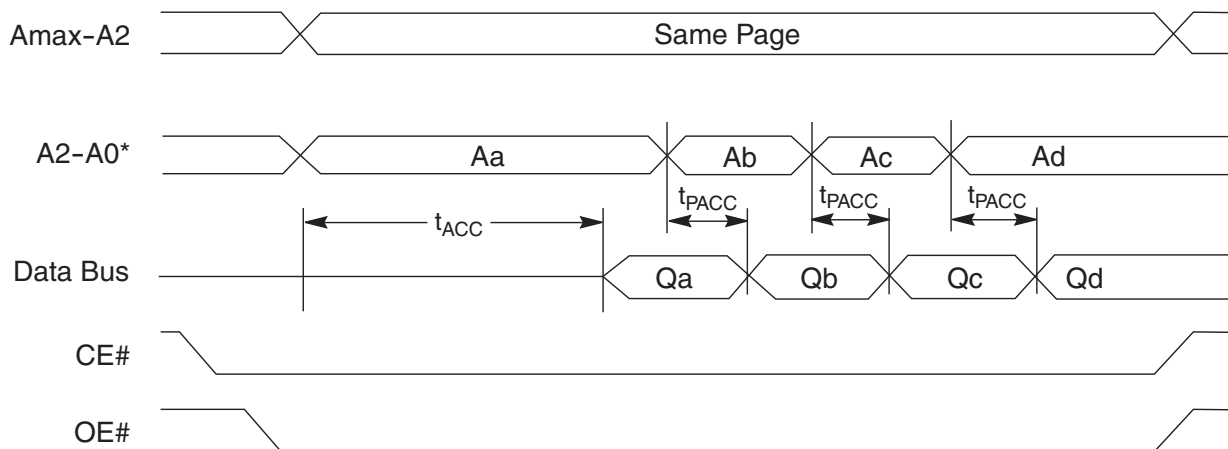 Amax-A2
Same Page
A2-A0*
Aa
Ab
Ac
Ad
tACC
tPACC
tPACC
tPACC
Data Bus
Qa
Qb
Qc
Qd
CE#
OE#